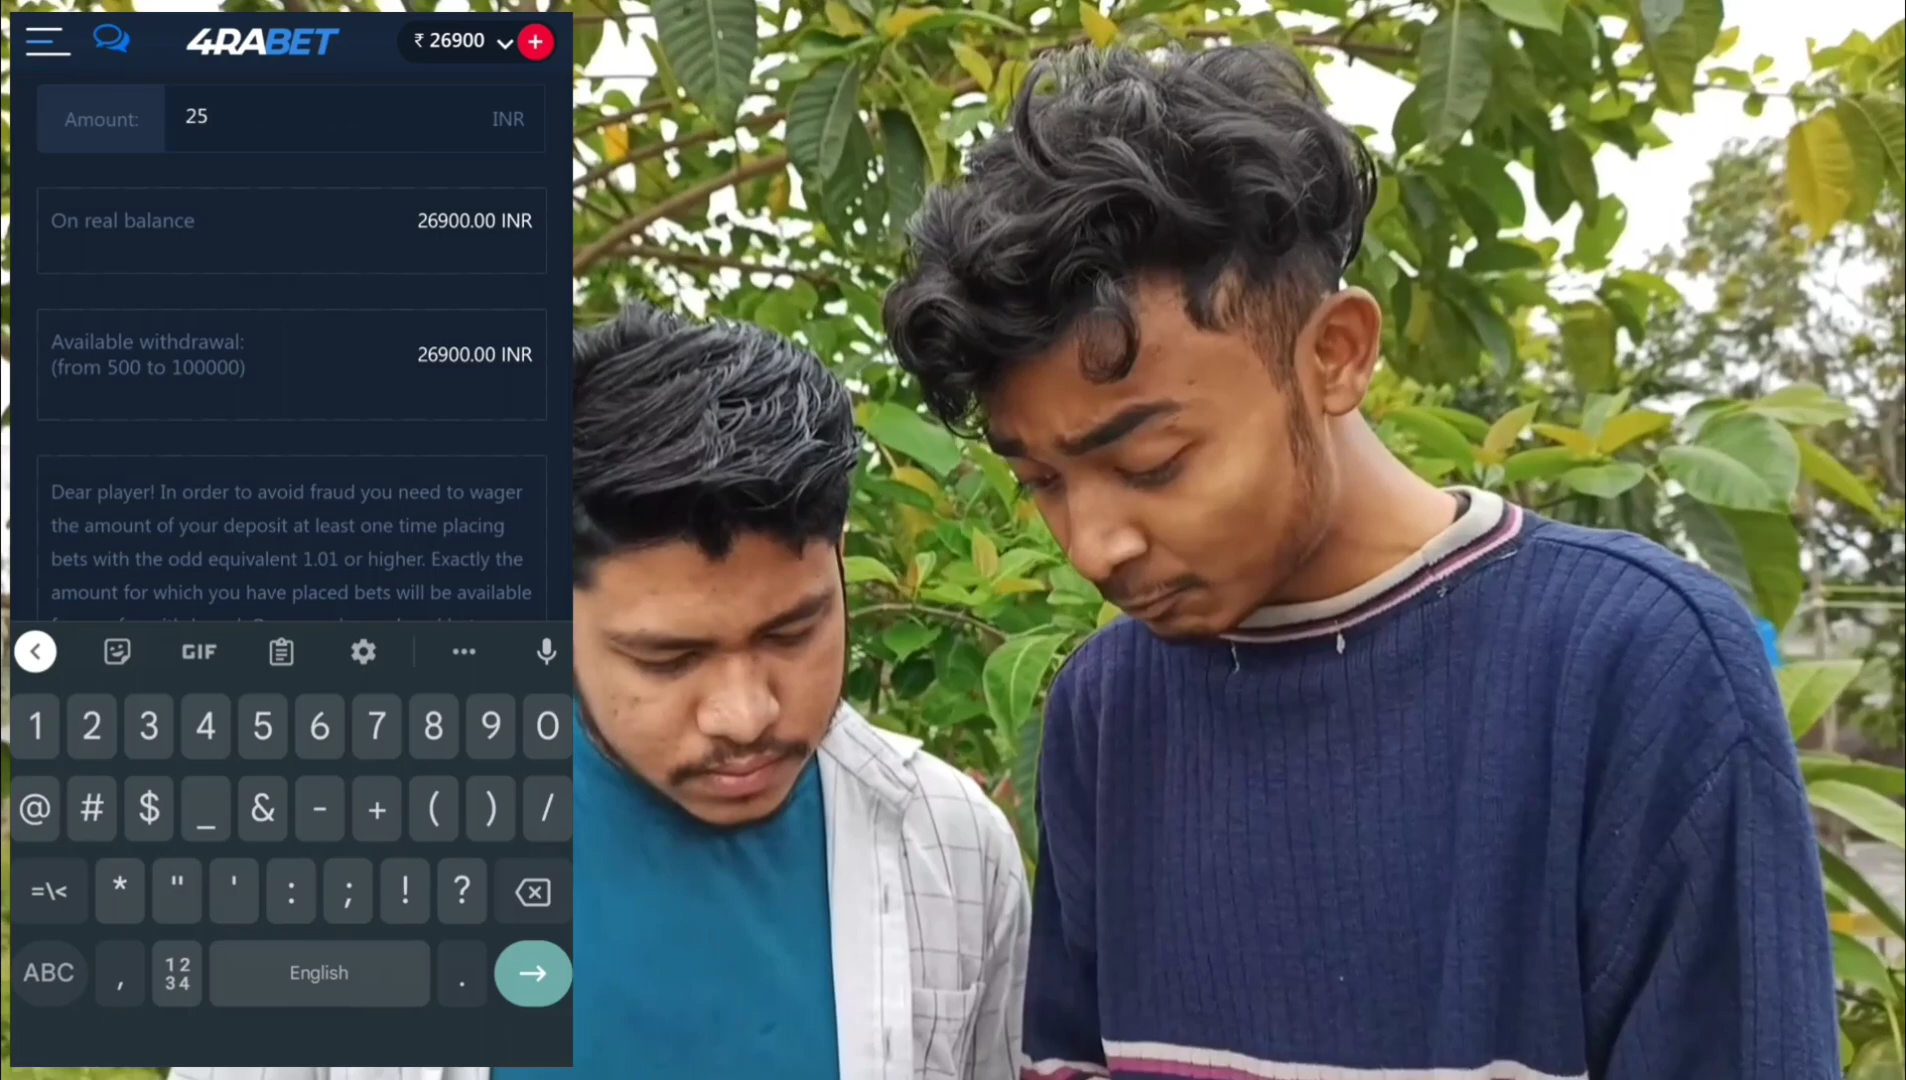 4RABET
₹ 26900
Amount: 25 INR
On real balance 26900.00 INR
Available withdrawal:
(from 500 to 100000) 26900.00 INR
Dear player! In order to avoid fraud you need to wager
the amount of your deposit at least one time placing
bets with the odd equivalent 1.01 or higher. Exactly the
amount for which you have placed bets will be available
GIF
1 2 3 4 5 6 7 8 9 0
@ # $ _ & - + ( ) /
=\< * " ' : ; ! ?
ABC , 12 34 English .